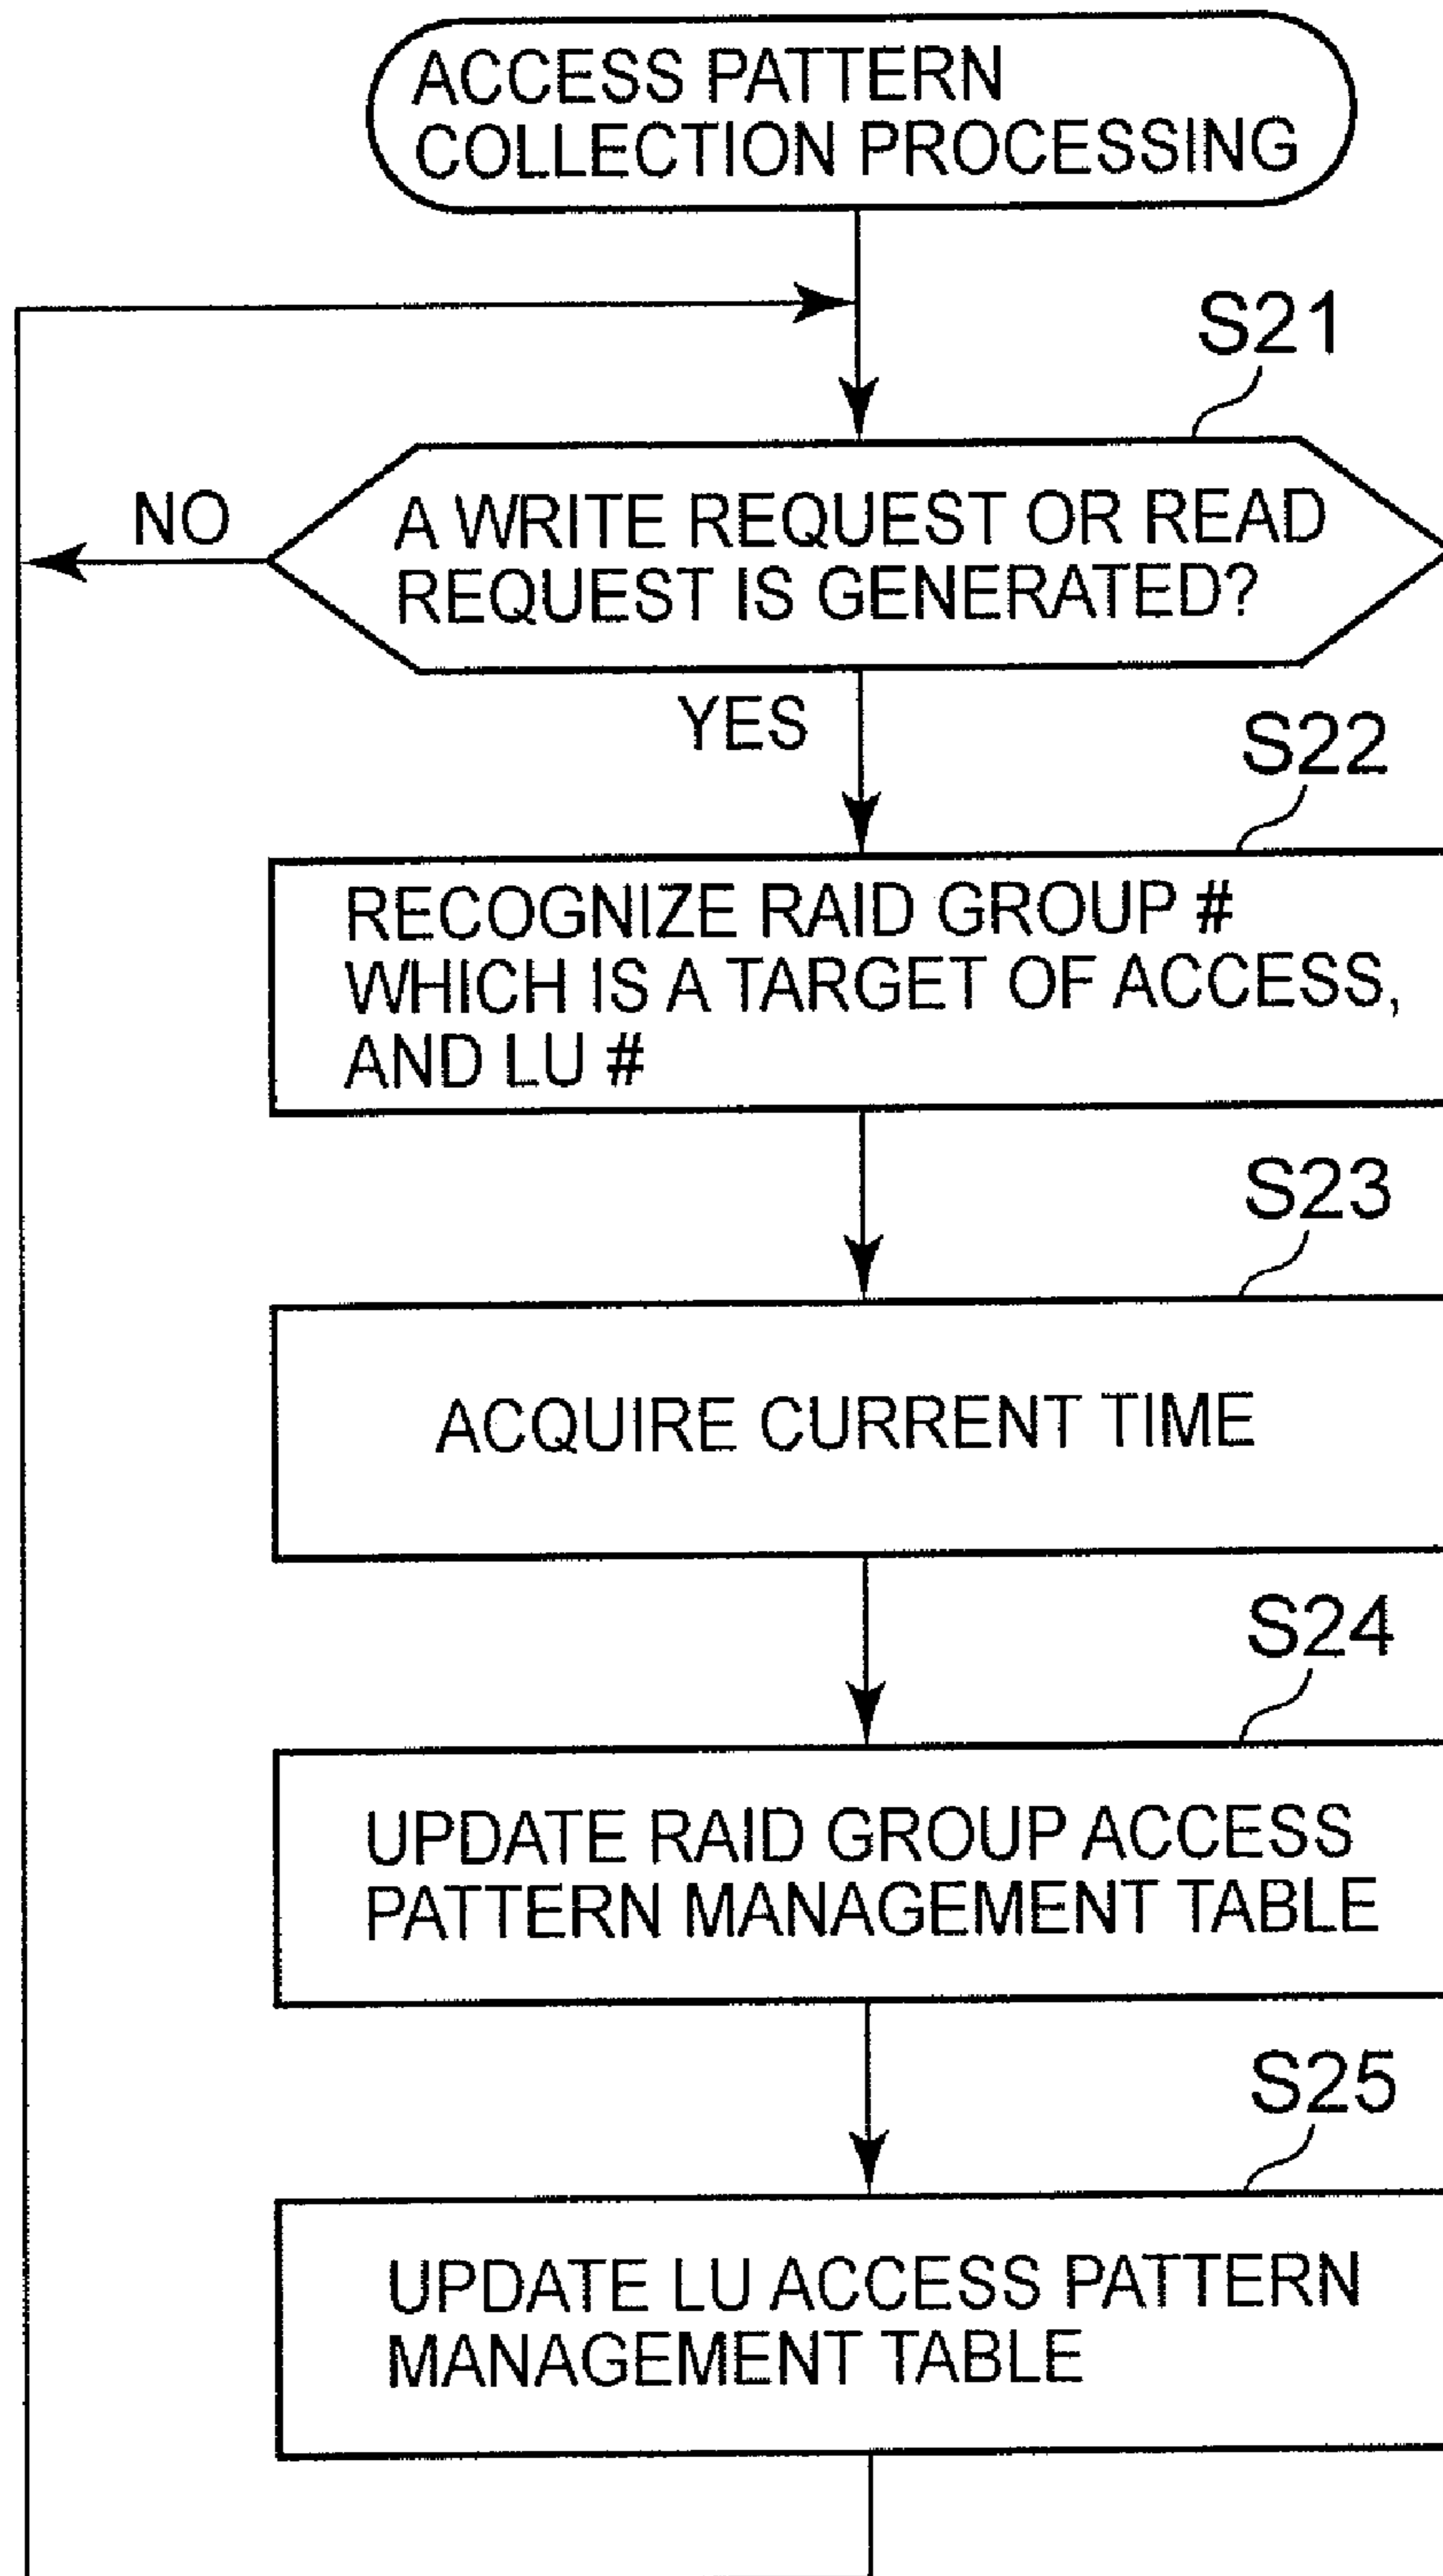 ACCESS PATTERN
COLLECTION PROCESSING
S21
NO
A WRITE REQUEST OR READ
REQUEST IS GENERATED?
YES
S22
RECOGNIZE RAID GROUP #
WHICH IS A TARGET OF ACCESS,
AND LU #
S23
ACQUIRE CURRENT TIME
S24
UPDATE RAID GROUP ACCESS
PATTERN MANAGEMENT TABLE
S25
UPDATE LU ACCESS PATTERN
MANAGEMENT TABLE